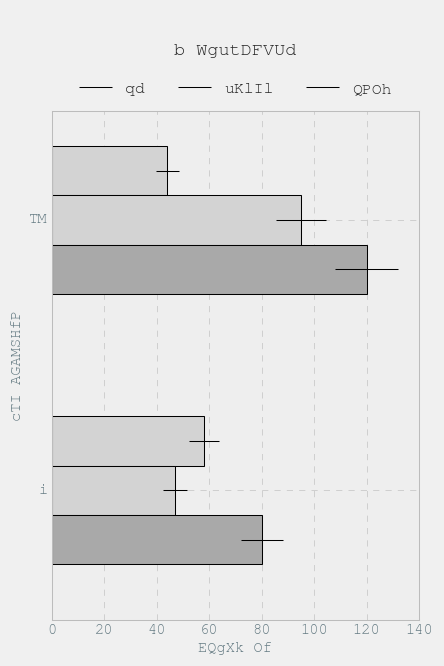 b WgutDFVUd
qd uKlIl QPOh
TM
cTI AGAMSHfP
i
0 20 40 60 80 100 120 140
EQgXk Of